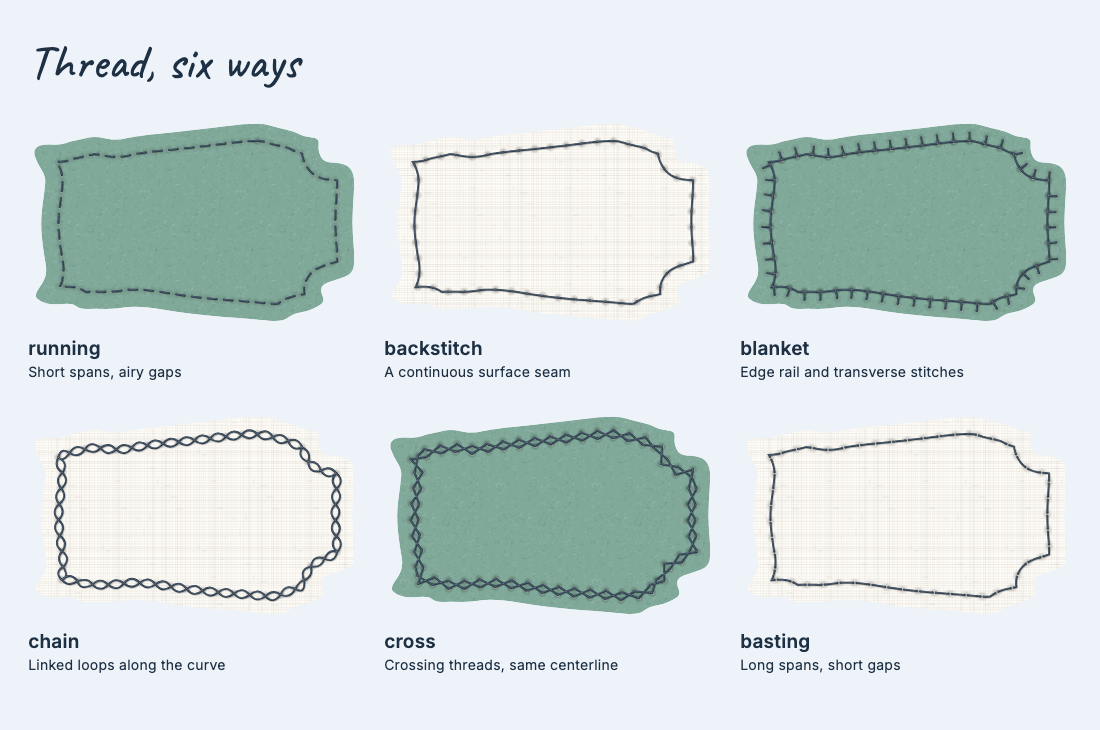 Thread, six ways
running
Short spans, airy gaps
backstitch
A continuous surface seam
blanket
Edge rail and transverse stitches
chain
Linked loops along the curve
cross
Crossing threads, same centerline
basting
Long spans, short gaps